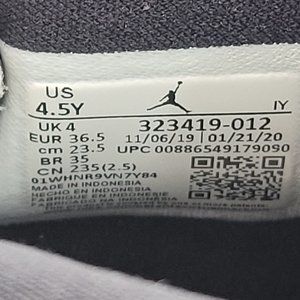 US
4.5Y
IY
UK 4
323419-012
EUR 36.5
11/06/19 | 01/21/20
cm 23.5
UPC 00886549179090
BR 35
CN 235(2.5)
01WHNR9VN7Y84
MADE IN INDONESIA
FABRIQUE EN INDONESIE
HECHO EN INDONESIA